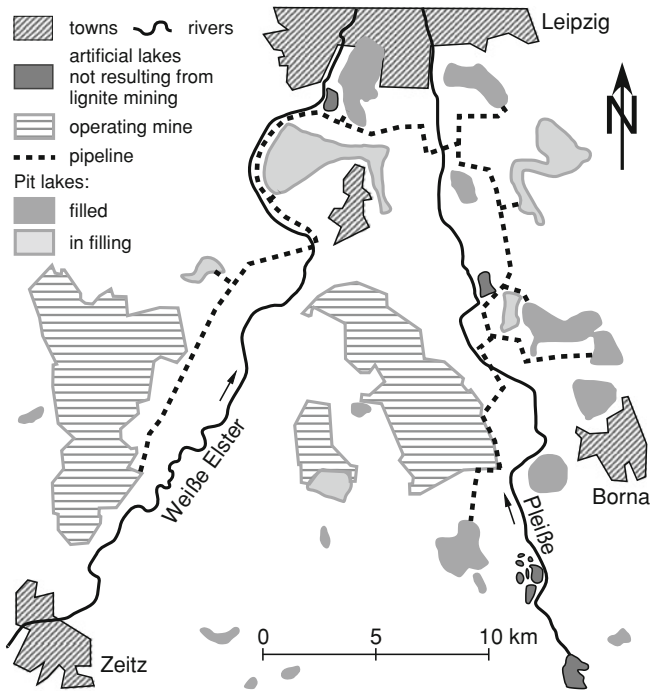 towns
rivers
artificial lakes
not resulting from
lignite mining
operating mine
pipeline
Pit lakes:
filled
in filling
Leipzig
N
Weiße Elster
Pleiße
Borna
Zeitz
0 5 10 km